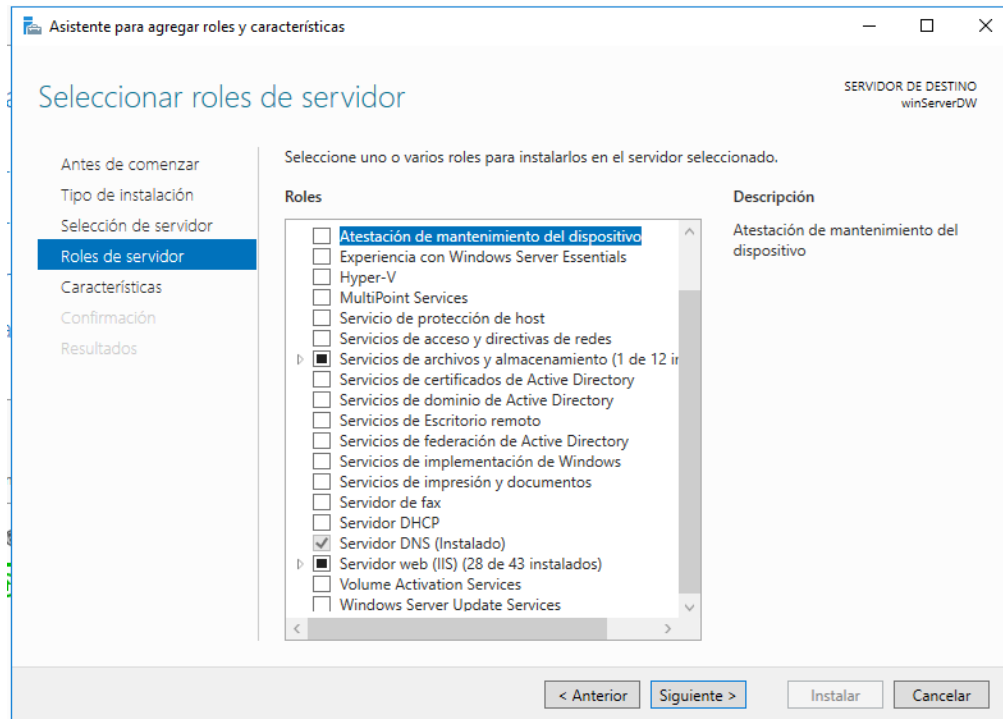 Asistente para agregar roles y características
Seleccionar roles de servidor
SERVIDOR DE DESTINO
winServerDW
Antes de comenzar
Tipo de instalación
Selección de servidor
Roles de servidor
Características
Confirmación
Resultados
Seleccione uno o varios roles para instalarlos en el servidor seleccionado.
Roles
Atestación de mantenimiento del dispositivo
Experiencia con Windows Server Essentials
Hyper-V
MultiPoint Services
Servicio de protección de host
Servicios de acceso y directivas de redes
Servicios de archivos y almacenamiento (1 de 12 ir
Servicios de certificados de Active Directory
Servicios de dominio de Active Directory
Servicios de Escritorio remoto
Servicios de federación de Active Directory
Servicios de implementación de Windows
Servicios de impresión y documentos
Servidor de fax
Servidor DHCP
Servidor DNS (Instalado)
Servidor web (IIS) (28 de 43 instalados)
Volume Activation Services
Windows Server Update Services
Descripción
Atestación de mantenimiento del
dispositivo
< Anterior
Siguiente >
Instalar
Cancelar